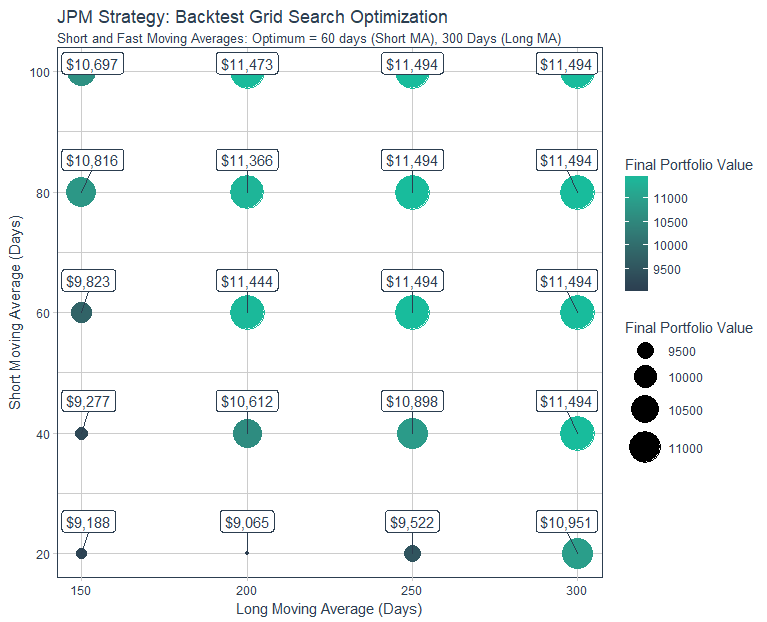 JPM Strategy: Backtest Grid Search Optimization
Short and Fast Moving Averages: Optimum = 60 days (Short MA), 300 Days (Long MA)
Short Moving Average (Days)
100
$10,697 $11,473 $11,494 $11,494
80
$10,816 $11,366 $11,494 $11,494
60
$9,823 $11,444 $11,494 $11,494
40
$9,277 $10,612 $10,898 $11,494
20
$9,188 $9,065 $9,522 $10,951
150 200 250 300
Long Moving Average (Days)
Final Portfolio Value
11000
10500
10000
9500
Final Portfolio Value
9500
10000
10500
11000